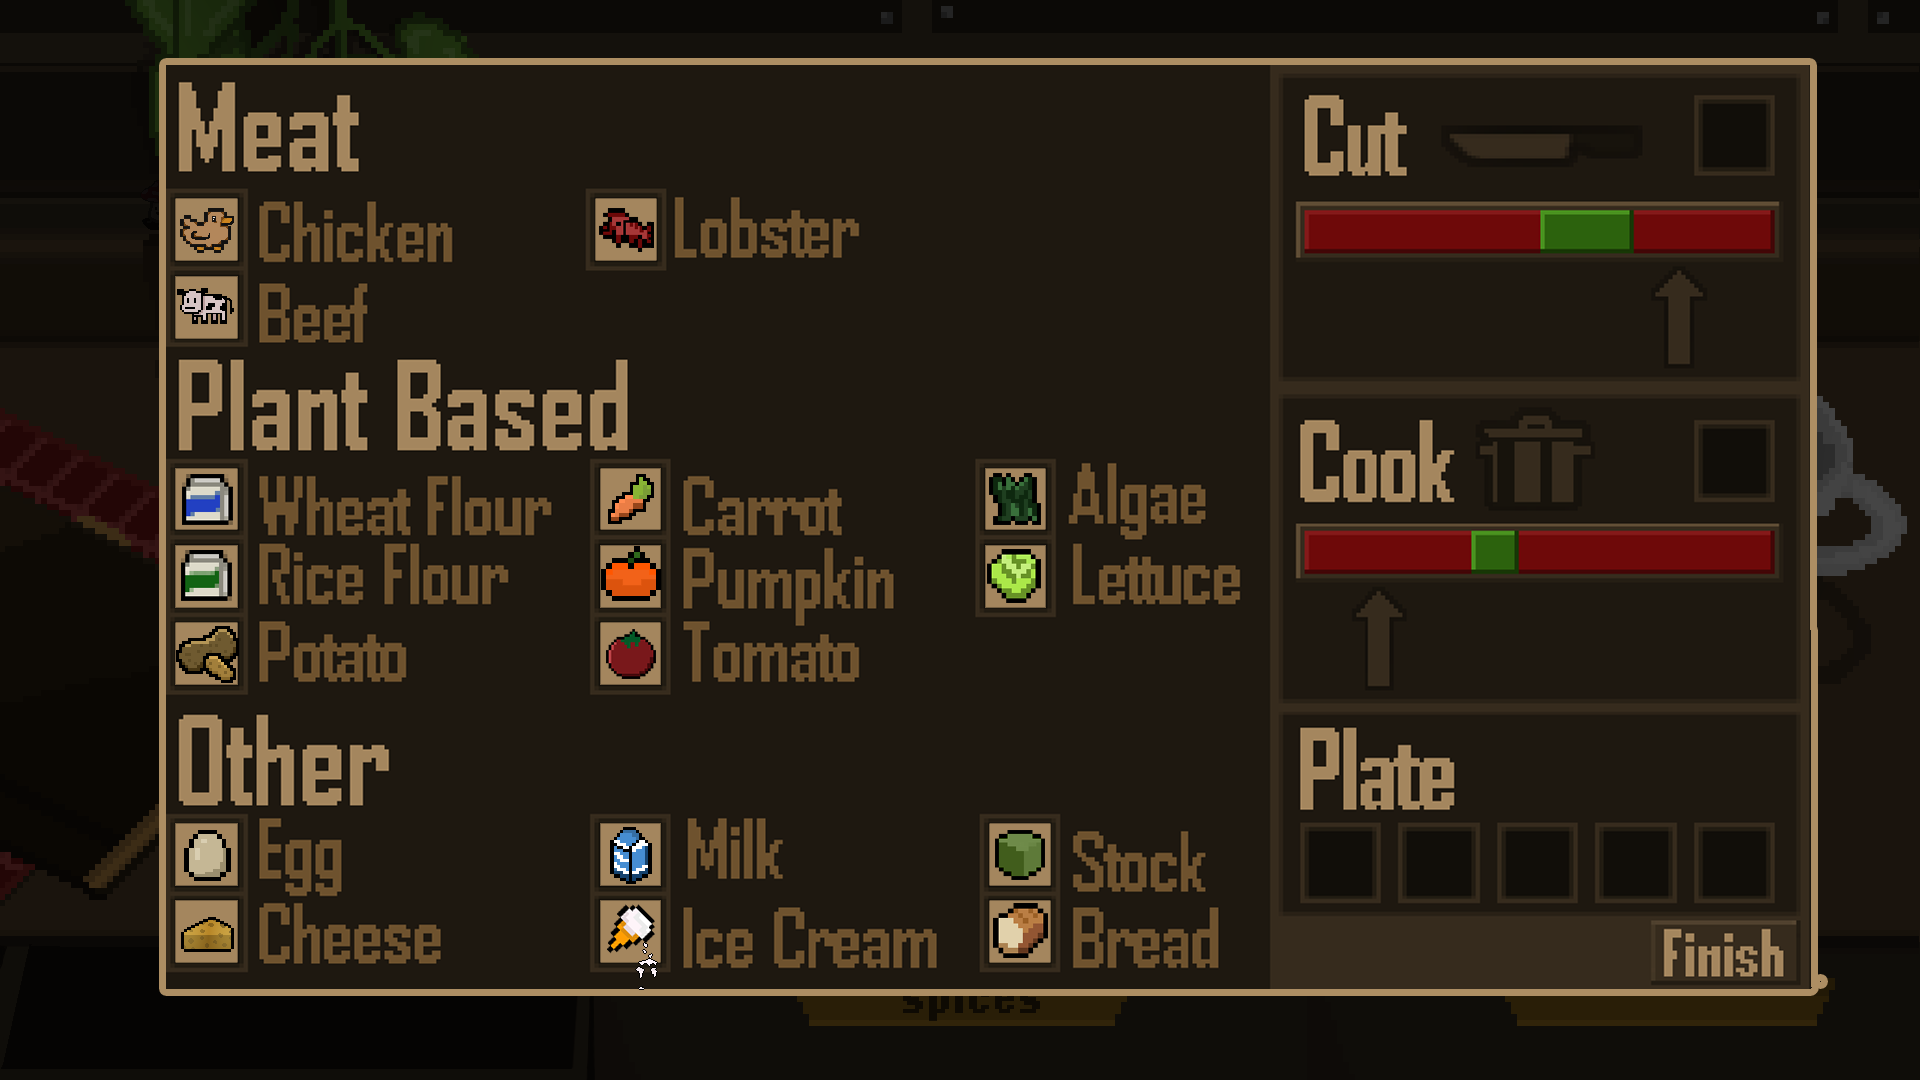 Meat
Chicken
Lobster
Beef
Plant Based
Wheat Flour
Carrot
Algae
Rice Flour
Pumpkin
Lettuce
Potato
Tomato
Other
Egg
Milk
Stock
Cheese
Ice Cream
Bread
Cut
Cook
Plate
Finish
spices